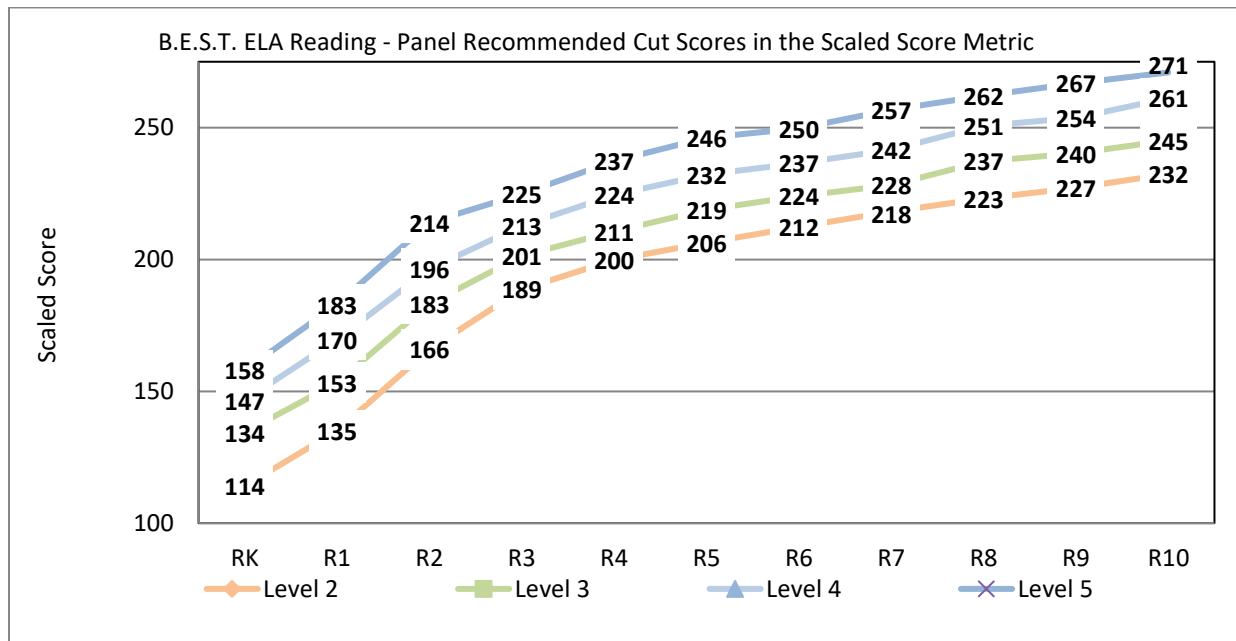 B.E.S.T. ELA Reading - Panel Recommended Cut Scores in the Scaled Score Metric
Scaled Score
250
200
150
100
158 183 214 225 237 246 250 257 262 267 271
147 170 196 213 224 232 237 242 251 254 261
134 153 183 201 211 219 224 228 237 240 245
114 135 166 189 200 206 212 218 223 227 232
RK R1 R2 R3 R4 R5 R6 R7 R8 R9 R10
Level 2 Level 3 Level 4 Level 5